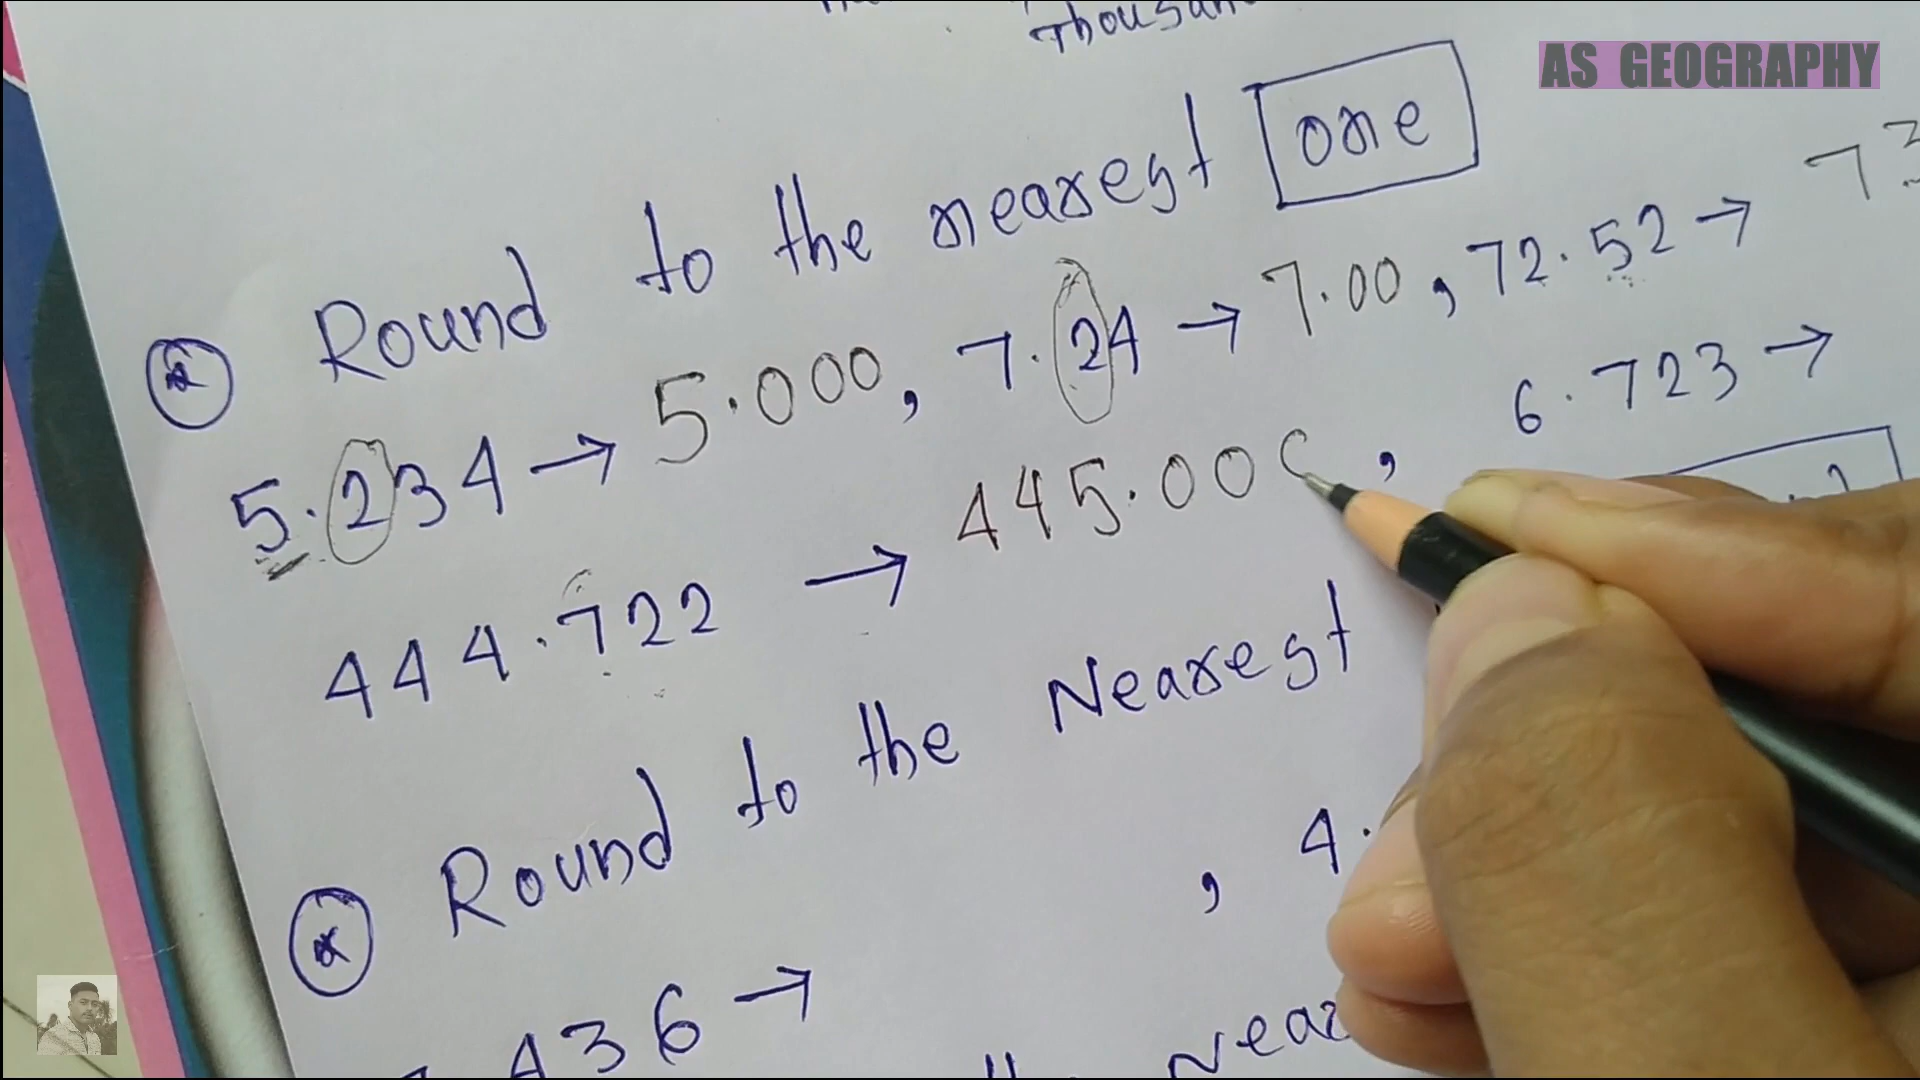 Thousan
AS GEOGRAPHY
Round to the nearest one
5.234 → 5.000, 7.24 → 7.00, 72.52 → 73
444.722 → 445.000, 6.723 →
Round to the Nearest
, 4.
436 →
Near